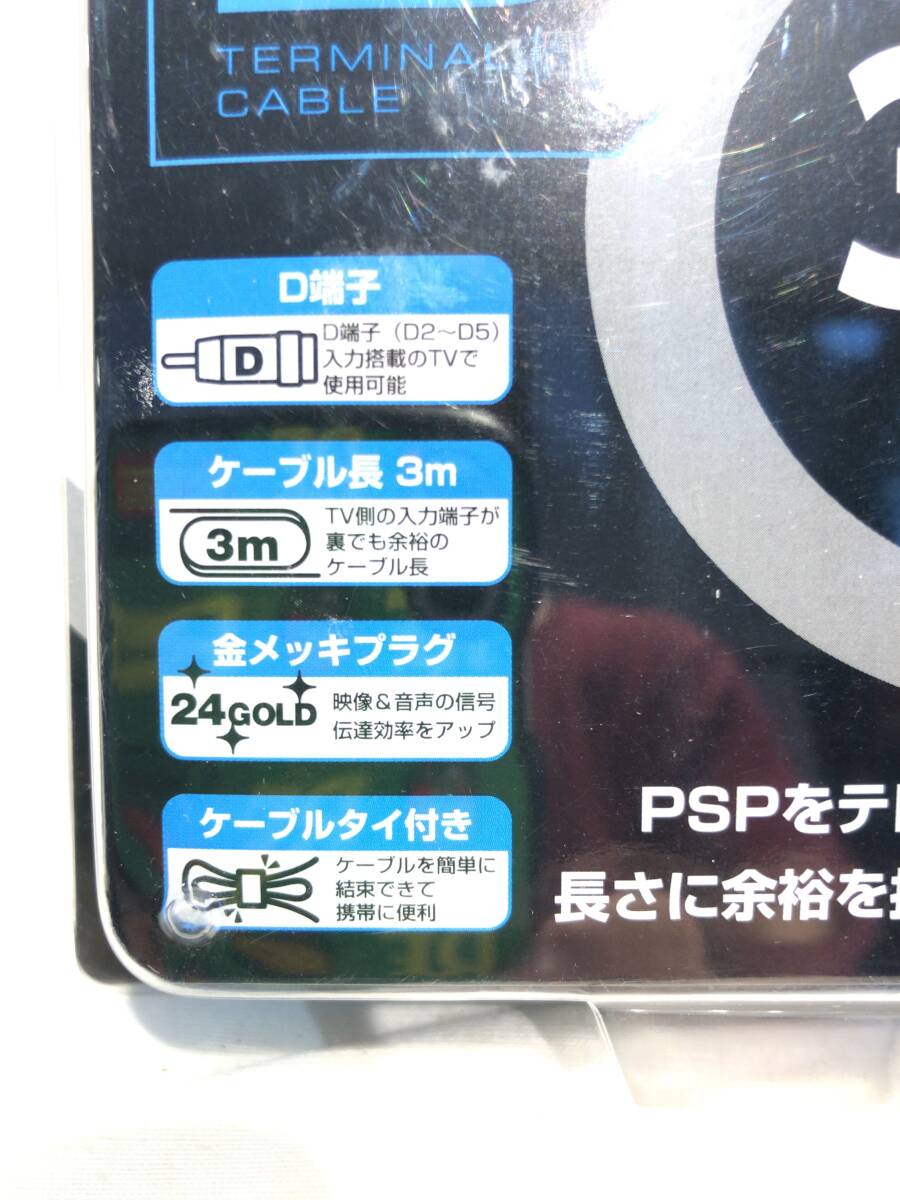 TERMINAL
CABLE
D端子
D
D端子（D2〜D5）
入力搭載のTVで
使用可能
ケーブル長 3m
3m
TV側の入力端子が
裏でも余裕の
ケーブル長
金メッキプラグ
24GOLD
映像＆音声の信号
伝達効率をアップ
ケーブルタイ付き
ケーブルを簡単に
結束できて
携帯に便利
PSPをテ
長さに余裕を